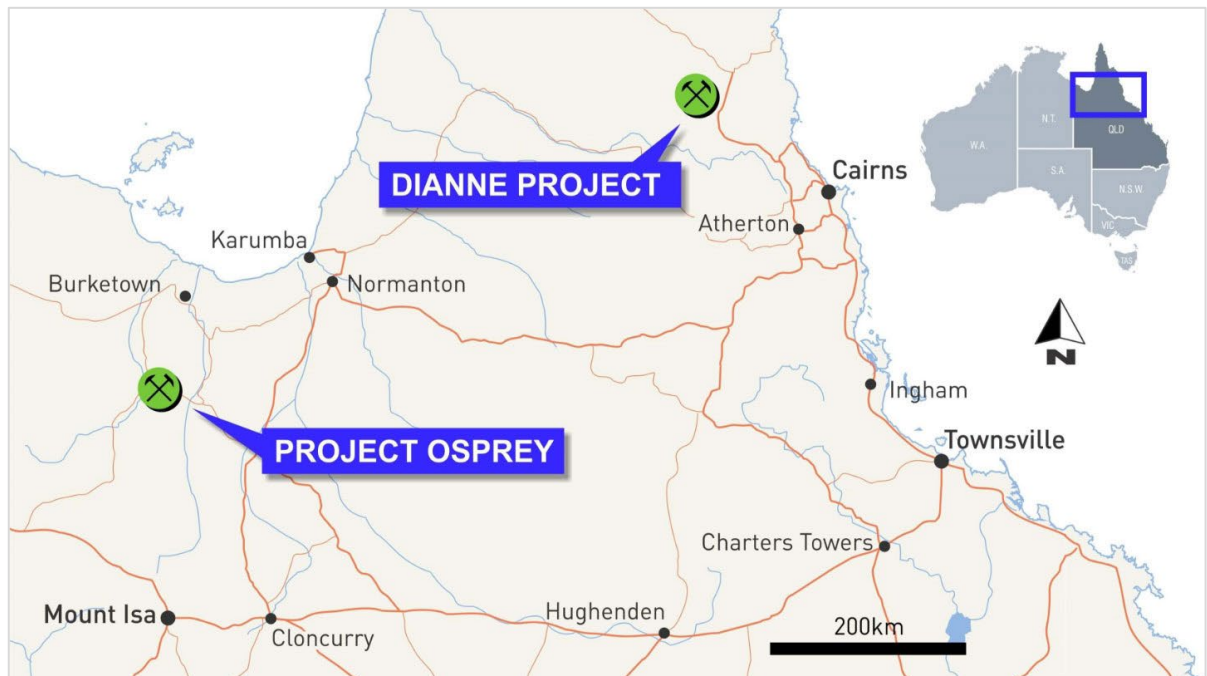 DIANNE PROJECT
Cairns
Atherton
Karumba
Burketown
Normanton
Ingham
PROJECT OSPREY
Townsville
Charters Towers
Mount Isa
Cloncurry
Hughenden
200km
N
W.A.
N.T.
QLD
S.A.
N.S.W.
VIC
TAS